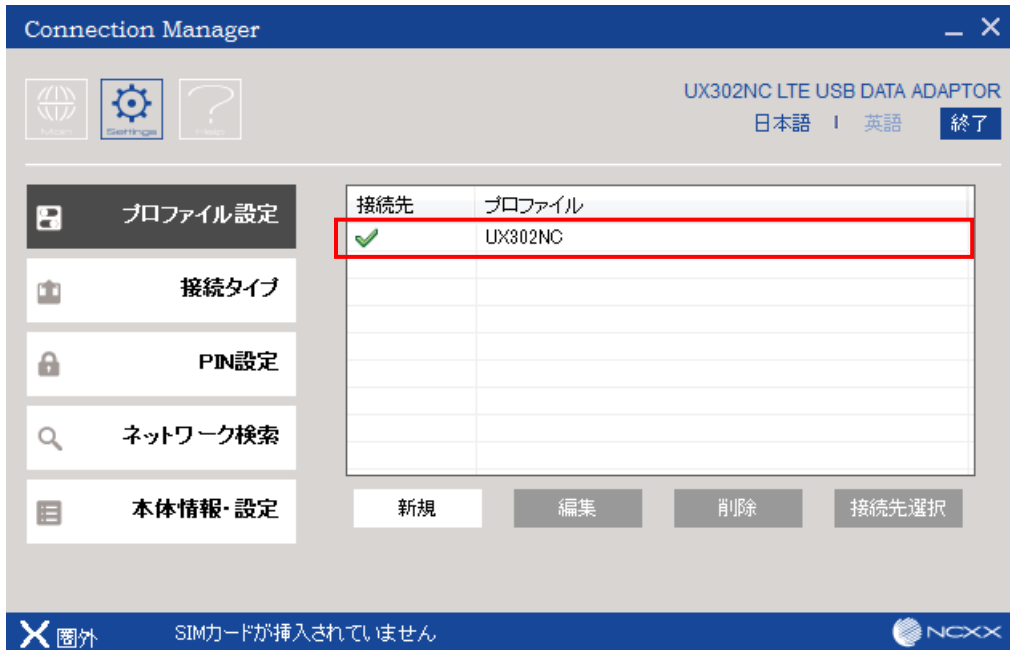 Connection Manager
Main
Settings
Help
UX302NC LTE USB DATA ADAPTOR
日本語 | 英語 終了
プロファイル設定
接続タイプ
PIN設定
ネットワーク検索
本体情報・設定
接続先 プロファイル
UX302NC
新規 編集 削除 接続先選択
圏外 SIMカードが挿入されていません
NCXX